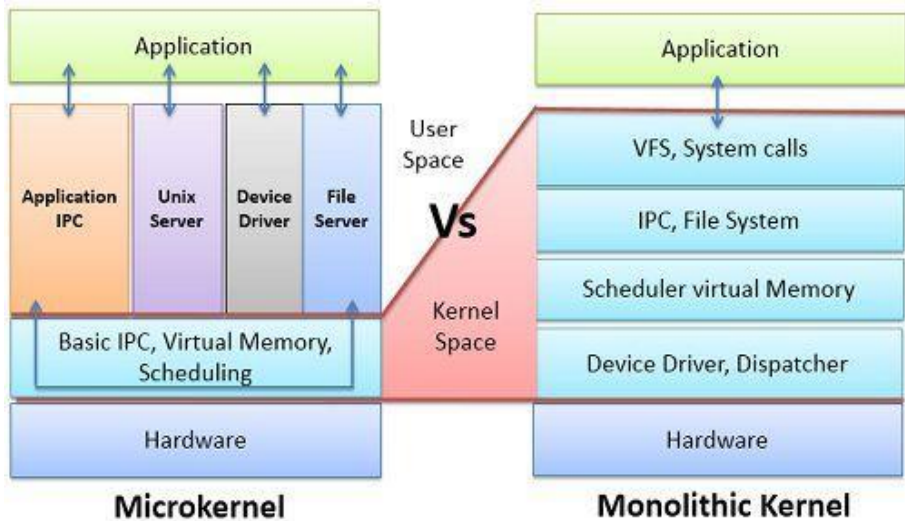 Application
Application
IPC
Unix
Server
Device
Driver
File
Server
Basic IPC, Virtual Memory,
Scheduling
Hardware
Microkernel
User
Space
Vs
Kernel
Space
Application
VFS, System calls
IPC, File System
Scheduler virtual Memory
Device Driver, Dispatcher
Hardware
Monolithic Kernel